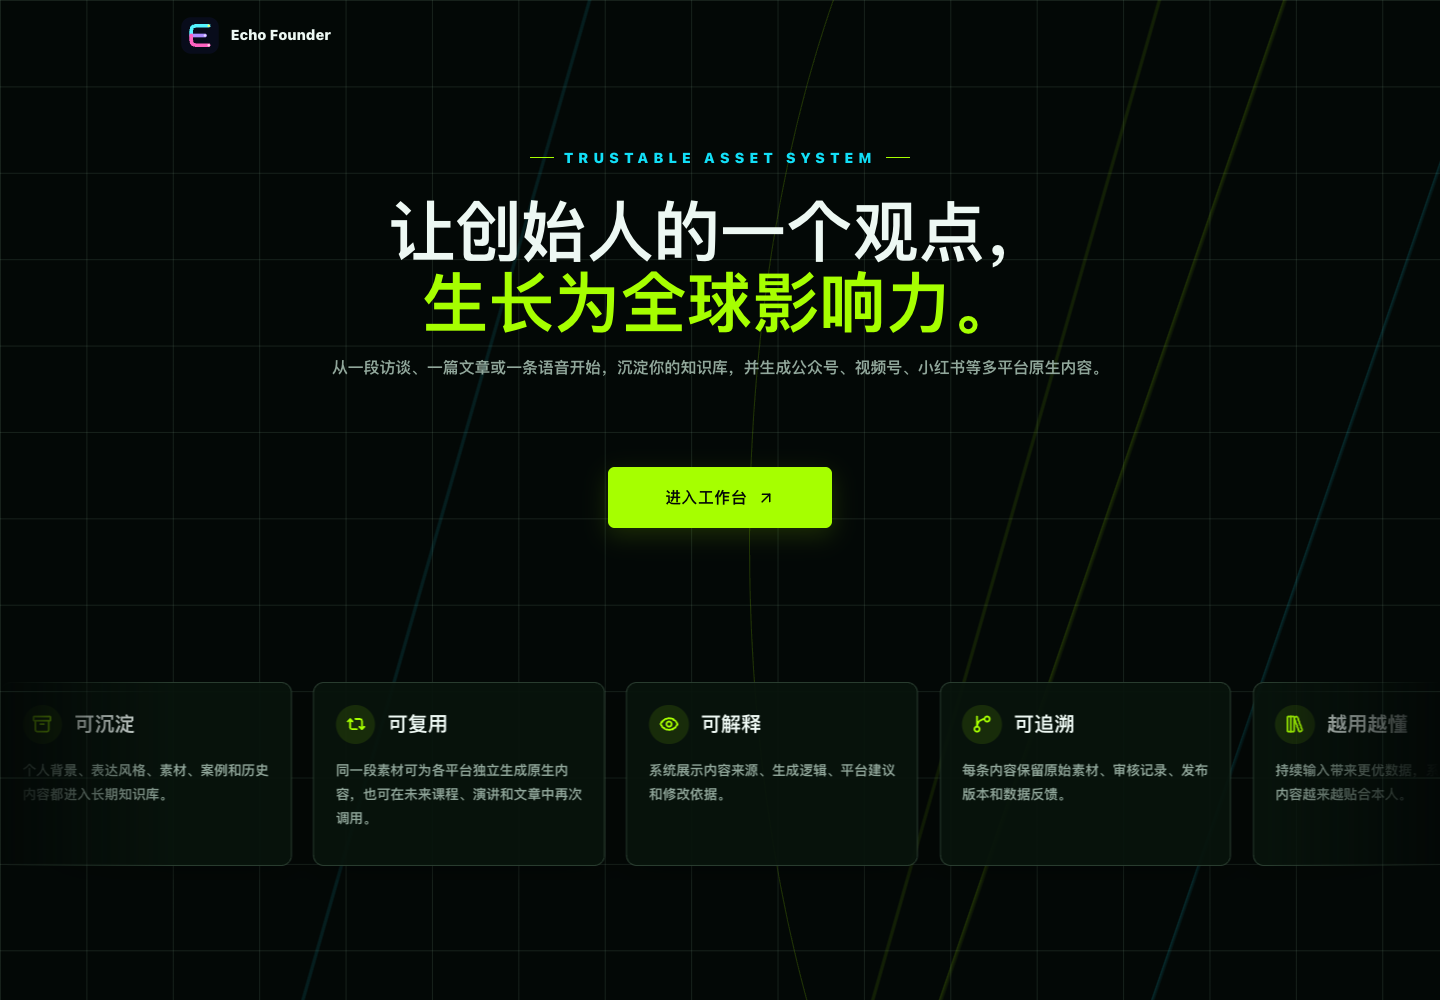 Echo Founder
TRUSTABLE ASSET SYSTEM
让创始人的一个观点，
生长为全球影响力。
从一段访谈、一篇文章或一条语音开始，沉淀你的知识库，并生成公众号、视频号、小红书等多平台原生内容。
进入工作台
可沉淀
个人背景、表达风格、素材、案例和历史
内容都进入长期知识库。
可复用
同一段素材可为各平台独立生成原生内
容，也可在未来课程、演讲和文章中再次
调用。
可解释
系统展示内容来源、生成逻辑、平台建议
和修改依据。
可追溯
每条内容保留原始素材、审核记录、发布
版本和数据反馈。
越用越懂
持续输入带来更优数据，
内容越来越贴合本人。